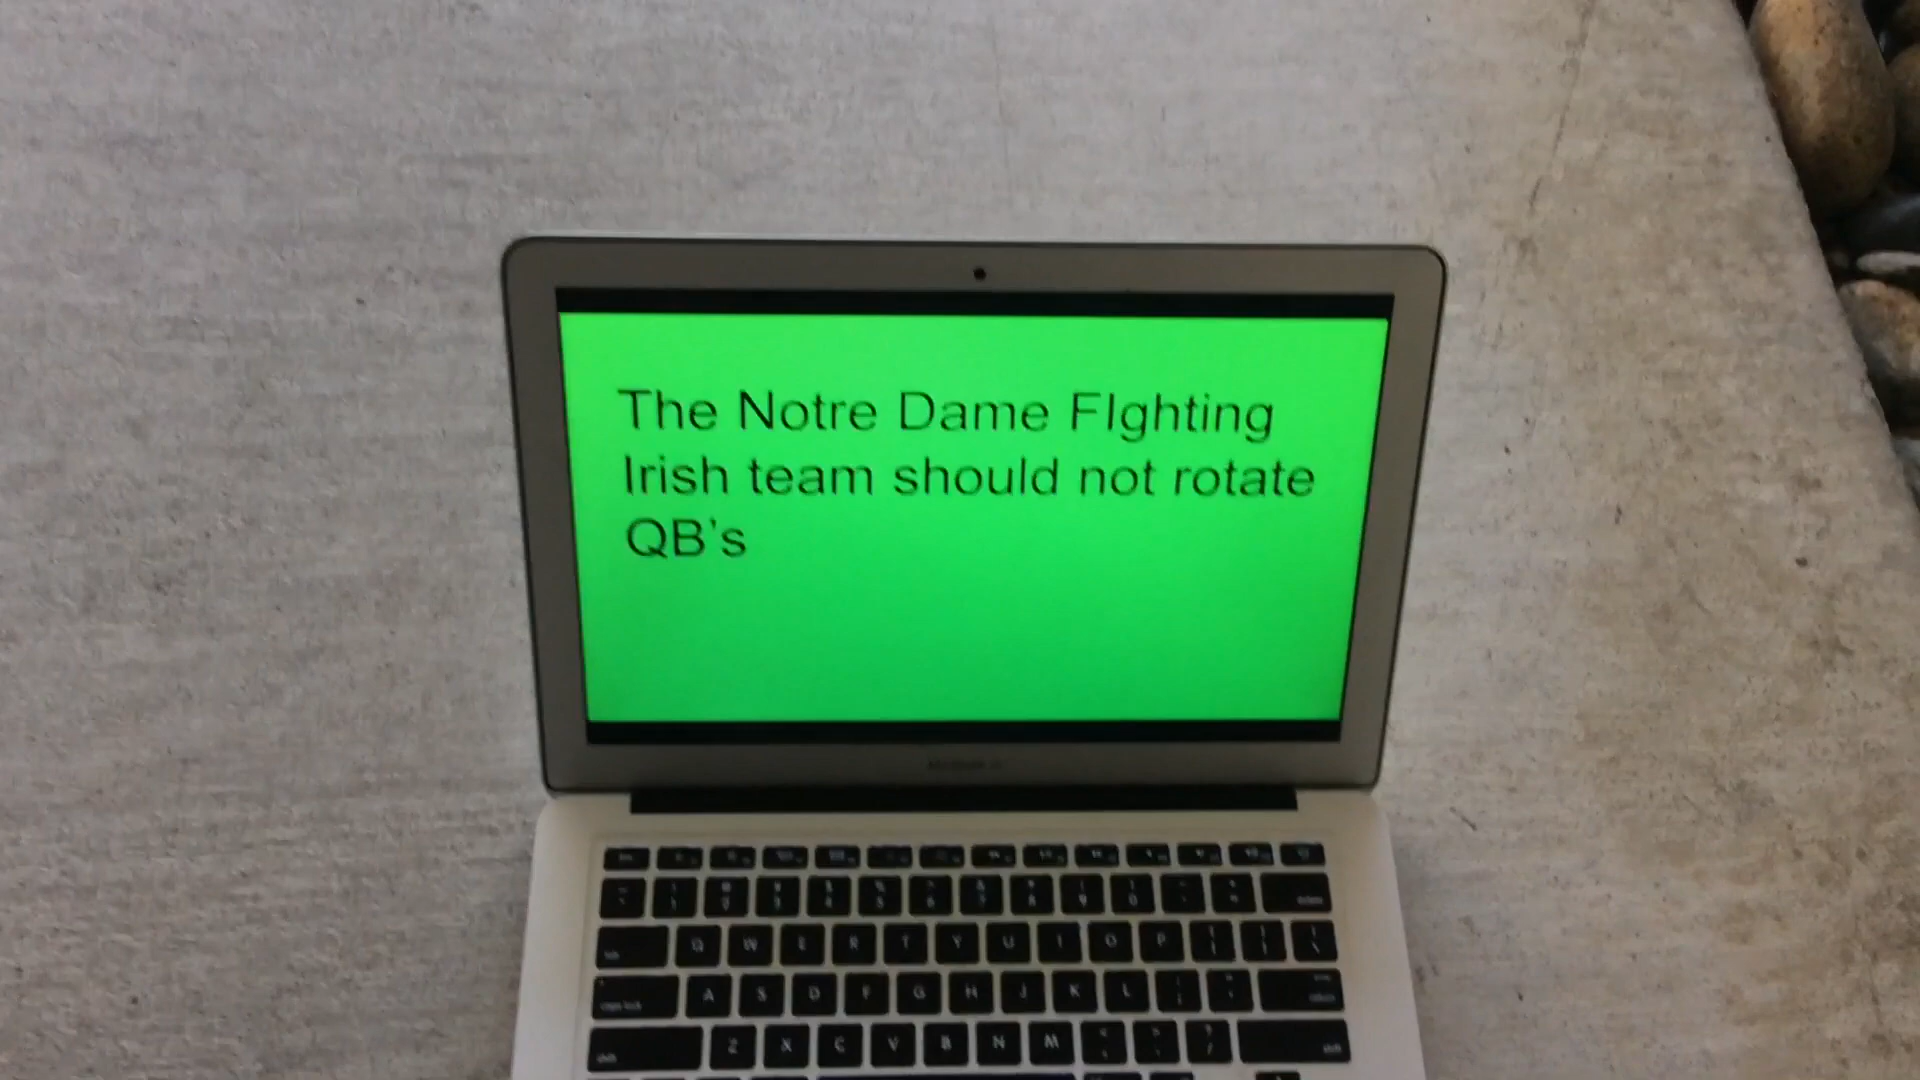 The Notre Dame FIghting
Irish team should not rotate
QB's
Q W E R T Y U I O P
A S D F G H J K L
Z X C V B N M